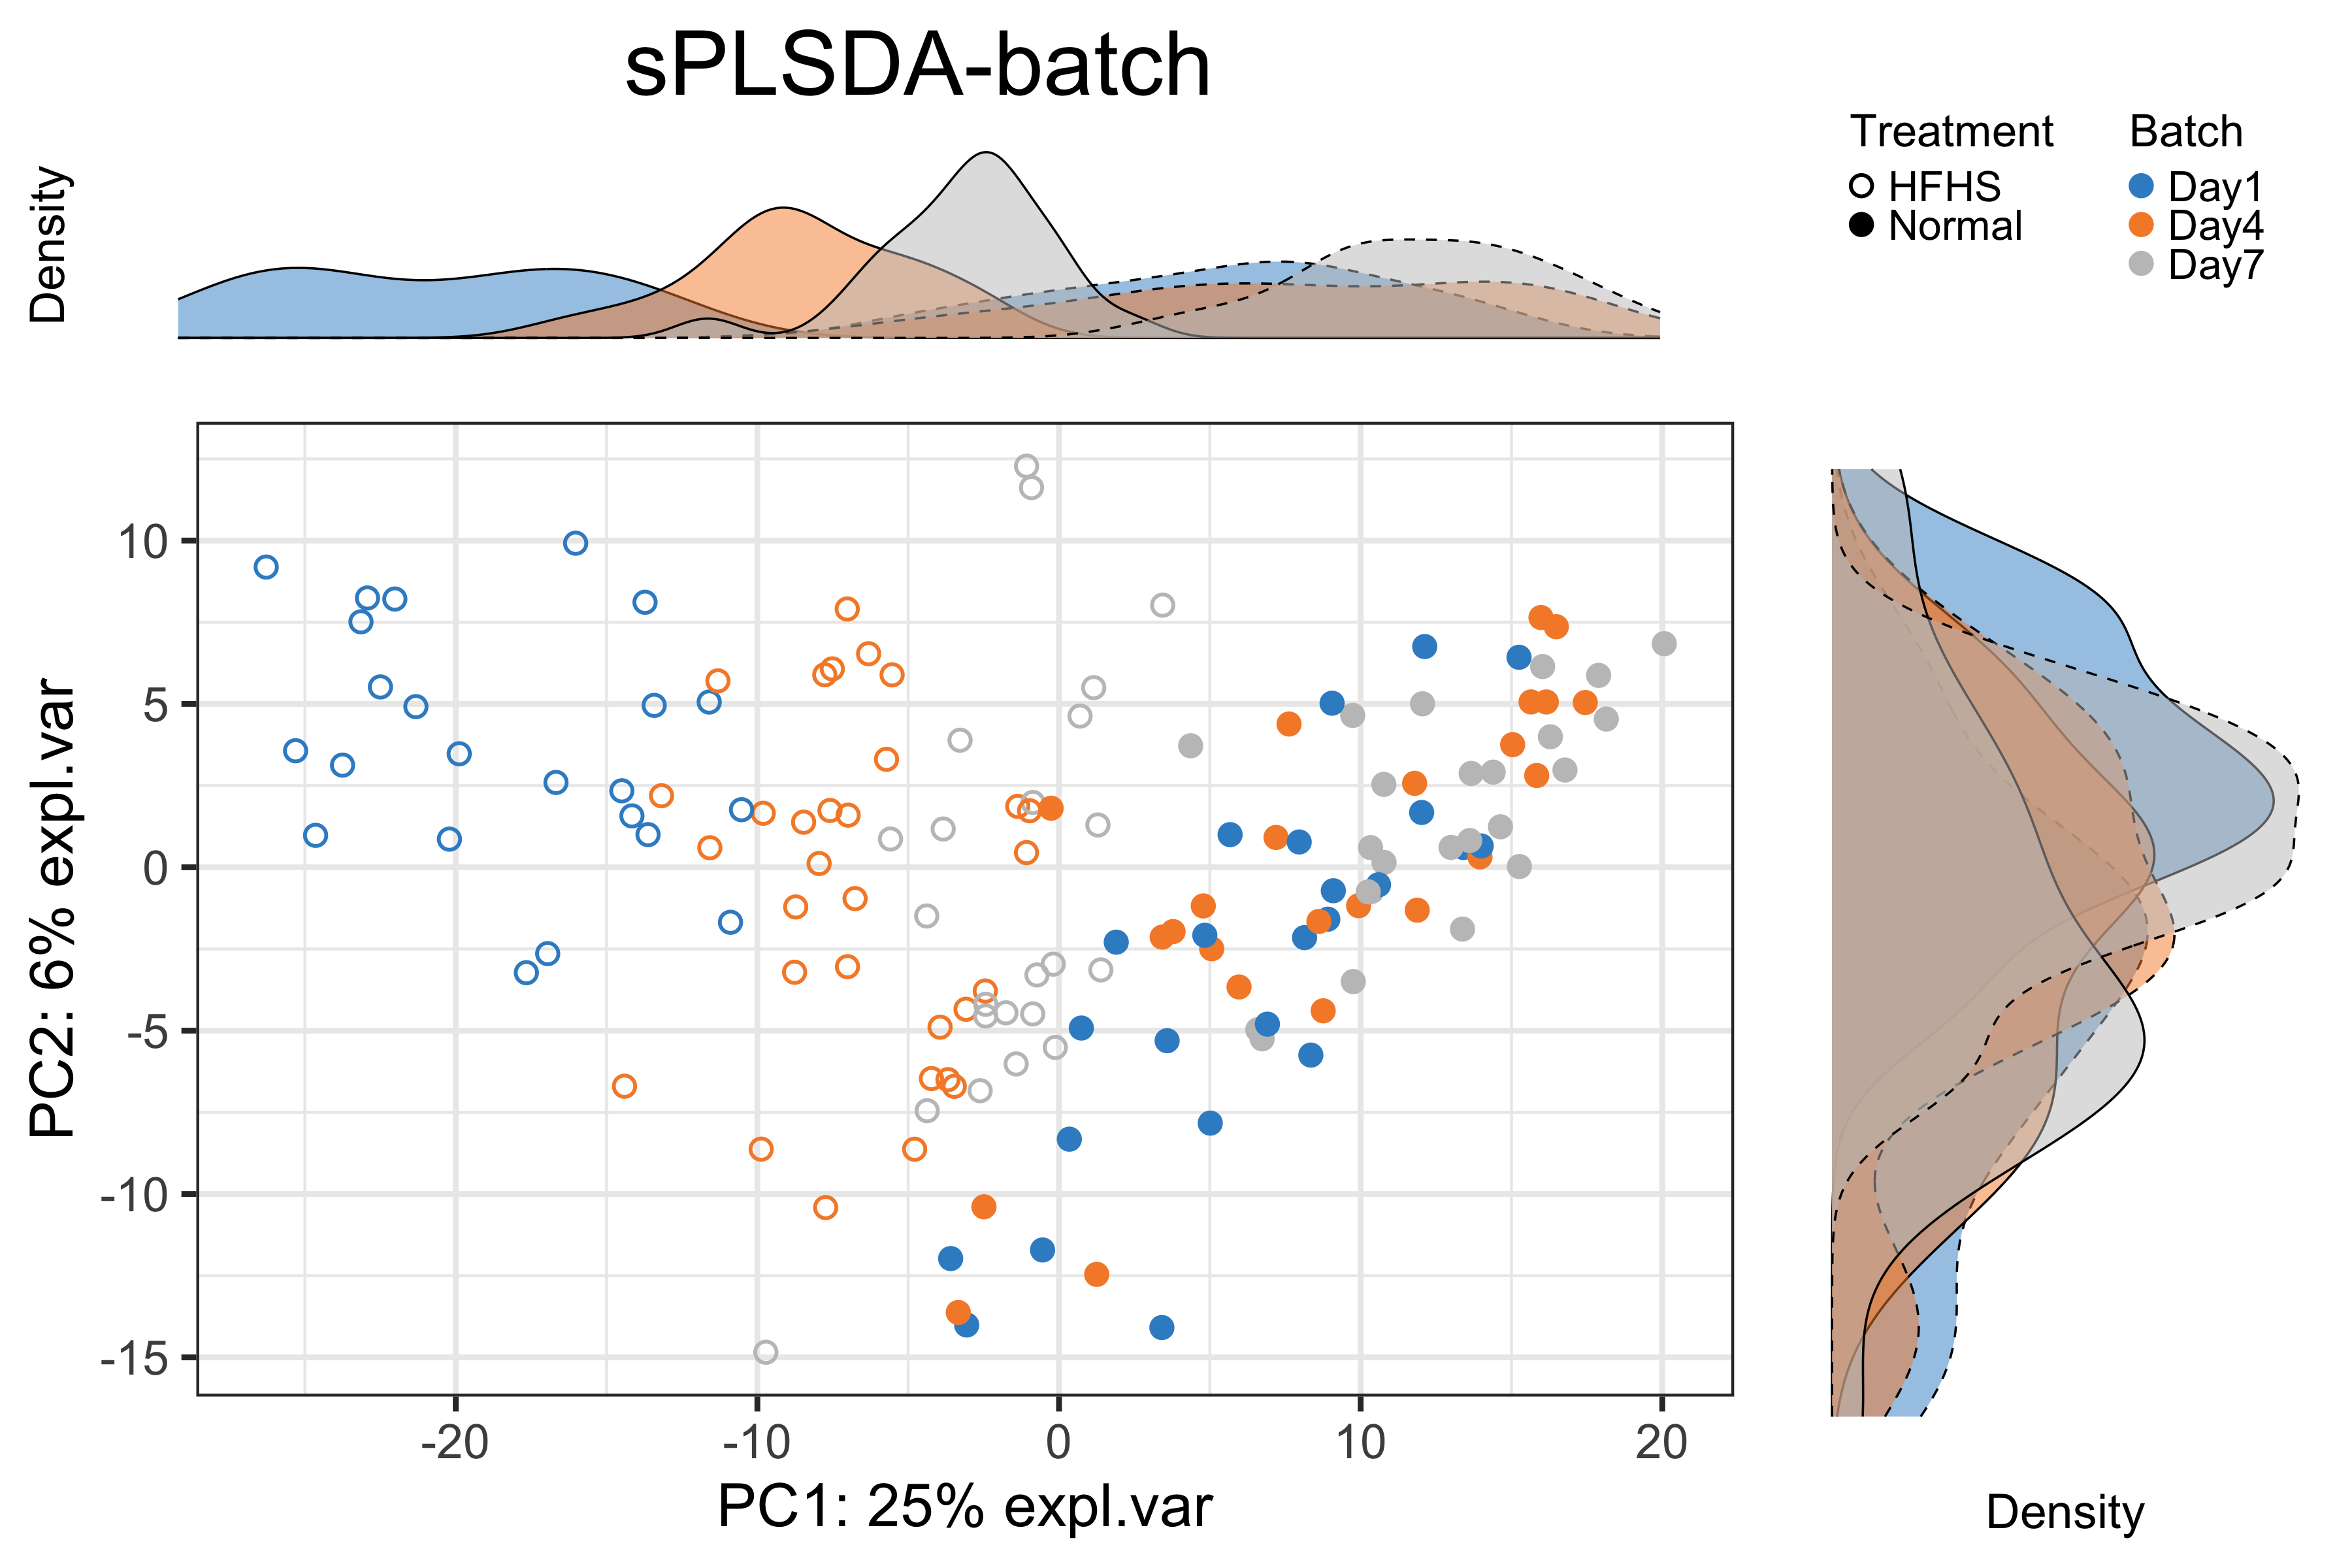 sPLSDA-batch
Density
Treatment
HFHS
Normal
Batch
Day1
Day4
Day7
PC2: 6% expl.var
10
5
0
-5
-10
-15
-20 -10 0 10 20
PC1: 25% expl.var
Density